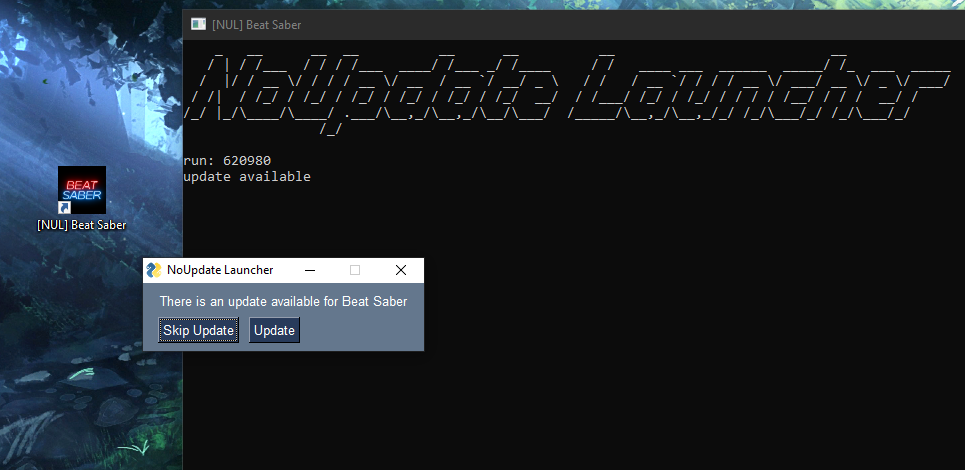 [NUL] Beat Saber
NoUpdate Launcher
run: 620980
update available
BEAT
SABER
[NUL] Beat Saber
NoUpdate Launcher
There is an update available for Beat Saber
Skip Update
Update